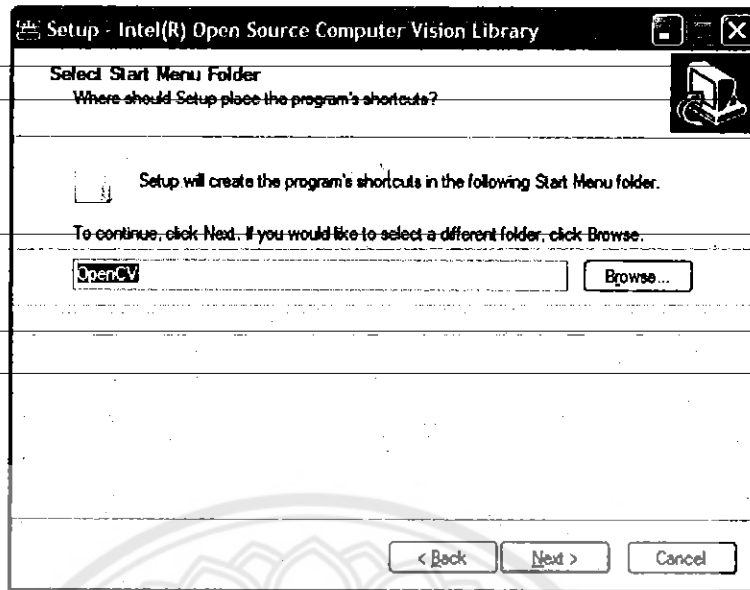 Setup - Intel(R) Open Source Computer Vision Library
Select Start Menu Folder
Where should Setup place the program's shortcuts?
Setup will create the program's shortcuts in the following Start Menu folder.
To continue, click Next. If you would like to select a different folder, click Browse.
OpenCV
Browse...
< Back
Next >
Cancel